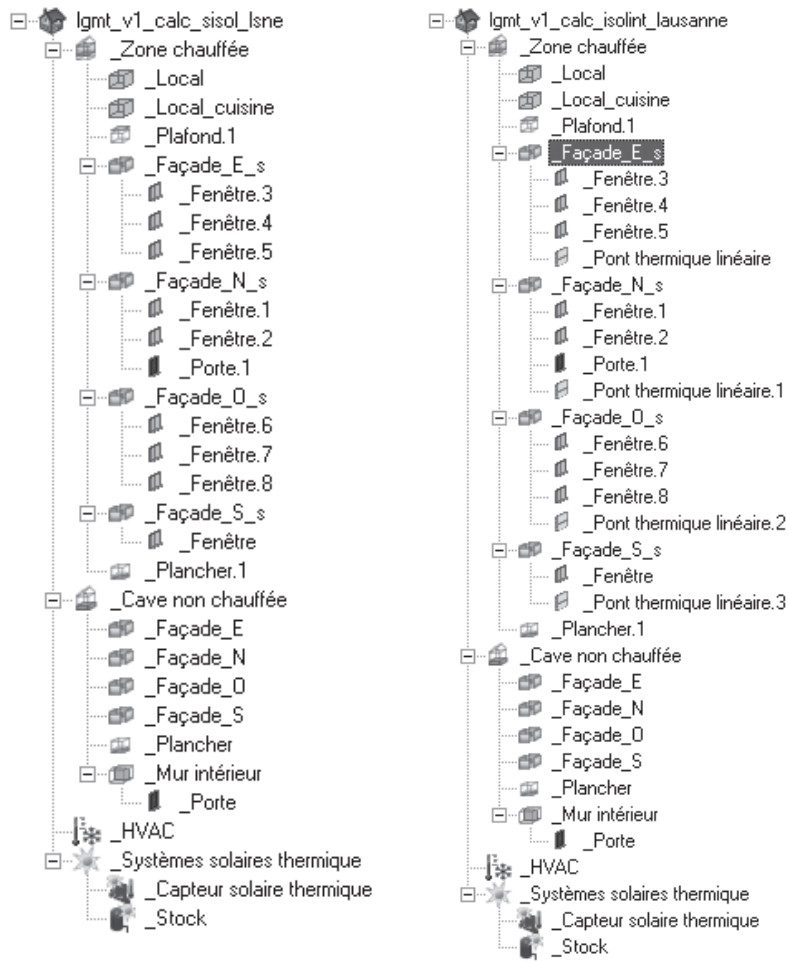 lgmt_v1_calc_sisol_lsne
_Zone chauffée
_Local
_Local_cuisine
_Plafond.1
_Façade_E_s
_Fenêtre.3
_Fenêtre.4
_Fenêtre.5
_Façade_N_s
_Fenêtre.1
_Fenêtre.2
_Porte.1
_Façade_O_s
_Fenêtre.6
_Fenêtre.7
_Fenêtre.8
_Façade_S_s
_Fenêtre
_Plancher.1
_Cave non chauffée
_Façade_E
_Façade_N
_Façade_O
_Façade_S
_Plancher
_Mur intérieur
_Porte
_HVAC
_Systèmes solaires thermique
_Capteur solaire thermique
_Stock
lgmt_v1_calc_isolint_lausanne
_Zone chauffée
_Local
_Local_cuisine
_Plafond.1
_Façade_E_s
_Fenêtre.3
_Fenêtre.4
_Fenêtre.5
_Pont thermique linéaire
_Façade_N_s
_Fenêtre.1
_Fenêtre.2
_Porte.1
_Pont thermique linéaire.1
_Façade_O_s
_Fenêtre.6
_Fenêtre.7
_Fenêtre.8
_Pont thermique linéaire.2
_Façade_S_s
_Fenêtre
_Pont thermique linéaire.3
_Plancher.1
_Cave non chauffée
_Façade_E
_Façade_N
_Façade_O
_Façade_S
_Plancher
_Mur intérieur
_Porte
_HVAC
_Systèmes solaires thermique
_Capteur solaire thermique
_Stock